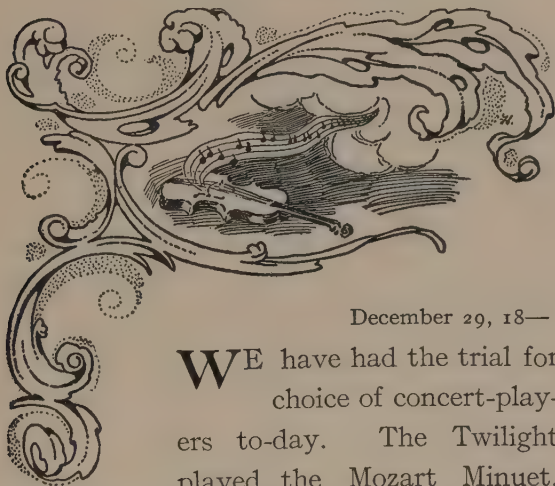 December 29, 18—
WE have had the trial for
choice of concert-play-
ers to-day. The Twilight
played the Mozart Minuet,